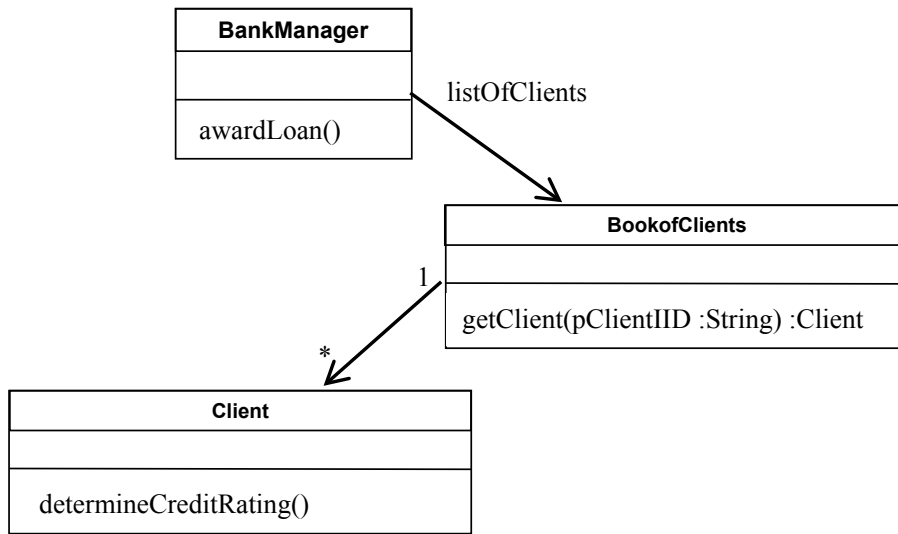 BankManager
listOfClients
awardLoan()
BookofClients
1
getClient(pClientIID :String) :Client
*
Client
determineCreditRating()